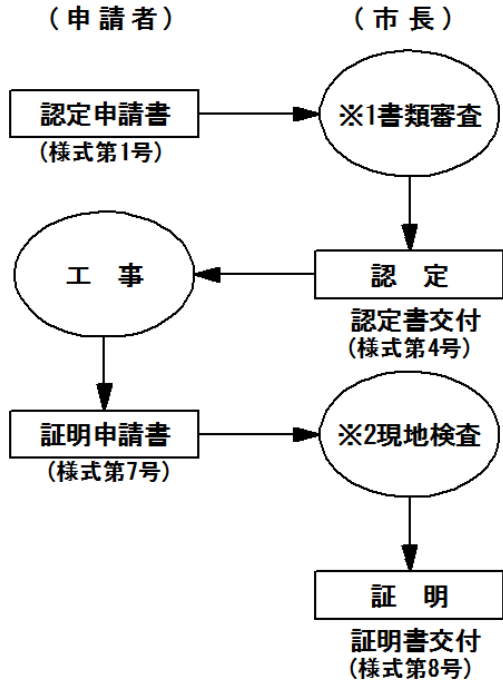 (申請者)
(市長)
認定申請書
(様式第1号)
※1書類審査
工 事
認 定
認定書交付
(様式第4号)
証明申請書
(様式第7号)
※2現地検査
証 明
証明書交付
(様式第8号)